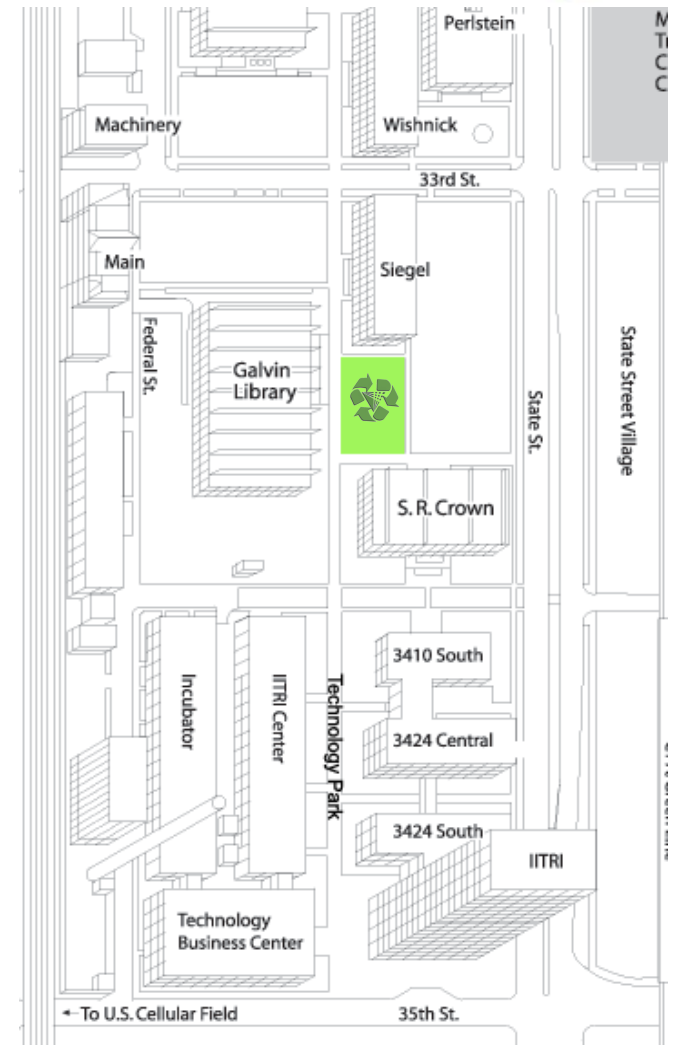 Perlstein
M
T
C
C
Machinery
Wishnick
33rd St.
Main
Siegel
Federal St.
Galvin
Library
State St.
State Street Village
S. R. Crown
3410 South
Incubator
IITRI Center
Technology Park
3424 Central
3424 South
IITRI
Technology
Business Center
←To U.S. Cellular Field
35th St.